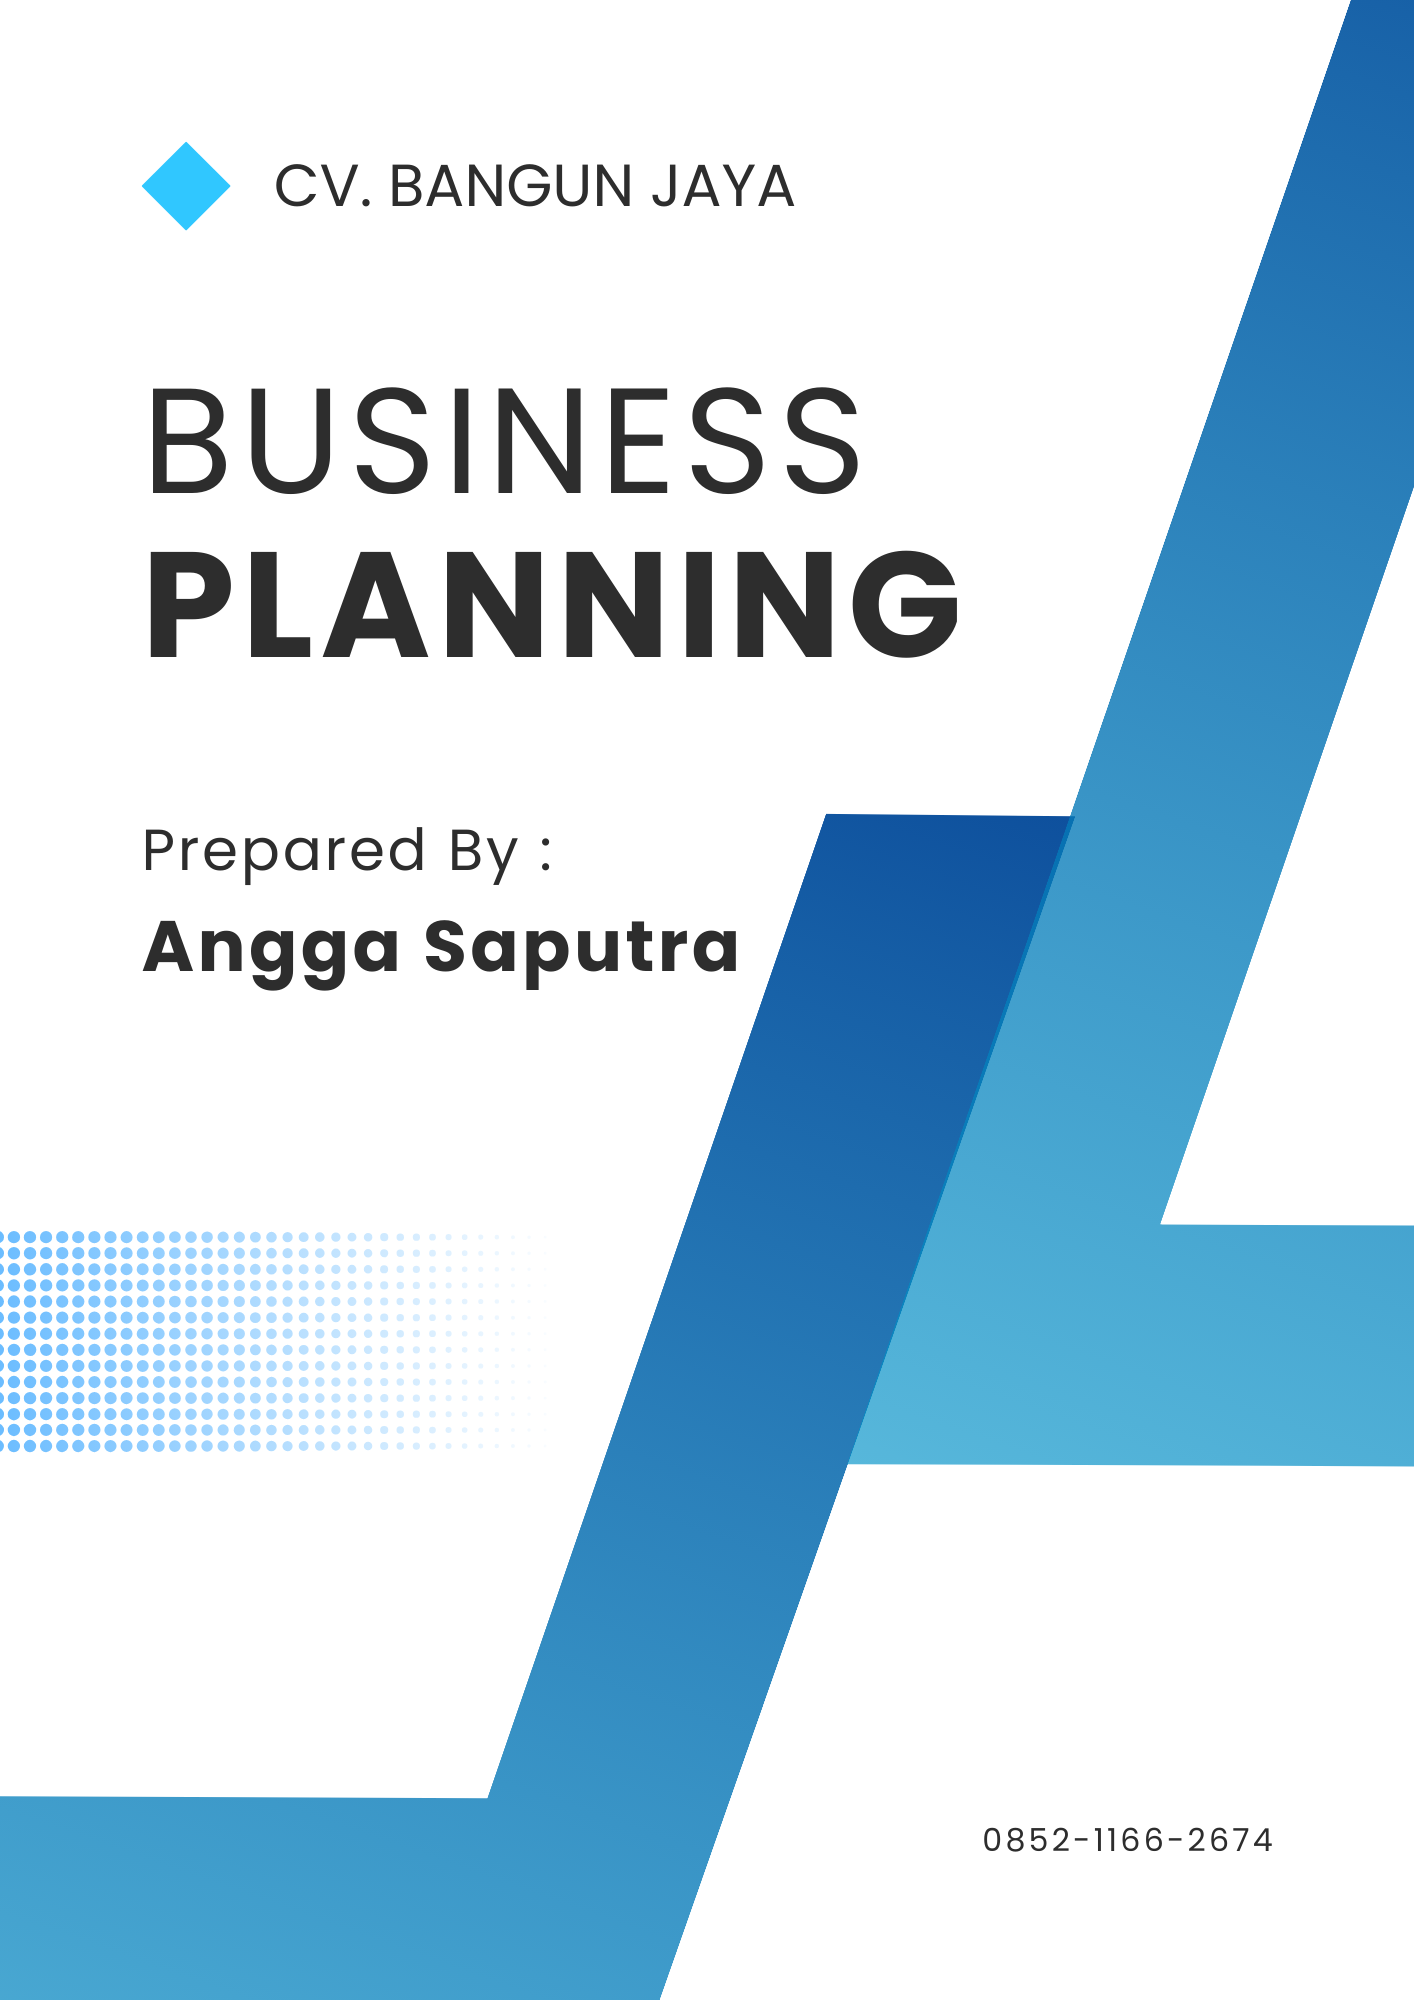 CV. BANGUN JAYA
BUSINESS
PLANNING
Prepared By :
Angga Saputra
0852-1166-2674